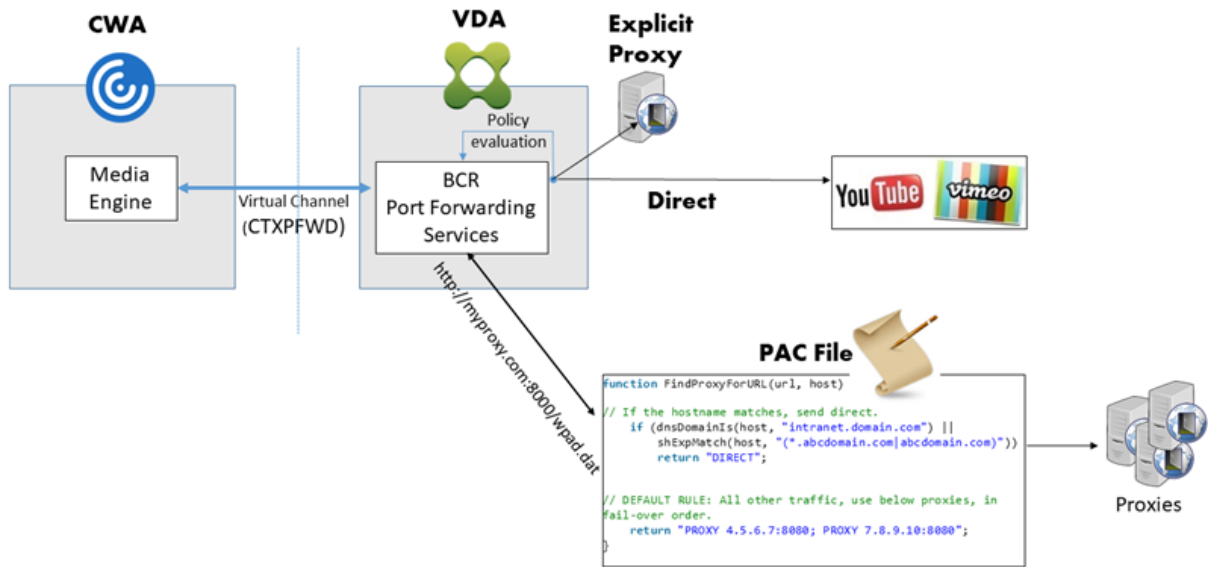 CWA
VDA
Explicit
Proxy
Policy
evaluation
Media
Engine
Virtual Channel
(CTXPFWD)
BCR
Port Forwarding
Services
Direct
You Tube
vimeo
http://myproxy.com:8000/wpad.dat
PAC File
function FindProxyForURL(url, host)
// If the hostname matches, send direct.
if (dnsDomainIs(host, "intranet.domain.com") ||
shExpMatch(host, "(*.abcdomain.com|abcdomain.com)"))
return "DIRECT";
// DEFAULT RULE: All other traffic, use below proxies, in
fail-over order.
return "PROXY 4.5.6.7:8080; PROXY 7.8.9.10:8080";
}
Proxies